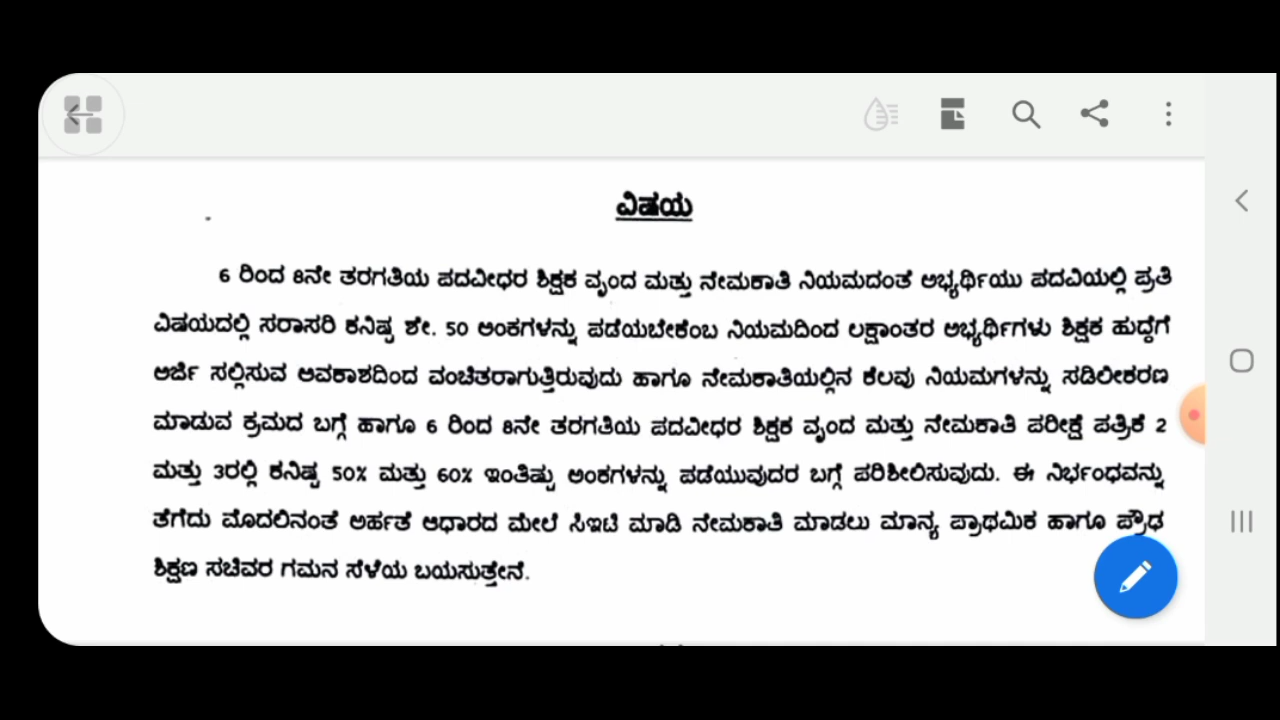 ವಿಷಯ
6 ರಿಂದ 8ನೇ ತರಗತಿಯ ಪದವೀಧರ ಶಿಕ್ಷಕ ವೃಂದ ಮತ್ತು ನೇಮಕಾತಿ ನಿಯಮದಂತೆ ಅಭ್ಯರ್ಥಿಯು ಪದವಿಯಲ್ಲಿ ಪ್ರತಿ
ವಿಷಯದಲ್ಲಿ ಸರಾಸರಿ ಕನಿಷ್ಪ ಶೇ. 50 ಅಂಕಗಳನ್ನು ಪಡೆಯಬೇಕೆಂಬ ನಿಯಮದಿಂದ ಲಕ್ಷಾಂತರ ಅಭ್ಯರ್ಥಿಗಳು ಶಿಕ್ಷಕ ಹುದ್ದೆಗೆ
ಅರ್ಜಿ ಸಲ್ಲಿಸುವ ಅವಕಾಶದಿಂದ ವಂಚಿತರಾಗುತ್ತಿರುವುದು ಹಾಗೂ ನೇಮಕಾತಿಯಲ್ಲಿನ ಕೆಲವು ನಿಯಮಗಳನ್ನು ಸಡಿಲೀಕರಣ
ಮಾಡುವ ಕ್ರಮದ ಬಗ್ಗೆ ಹಾಗೂ 6 ರಿಂದ 8ನೇ ತರಗತಿಯ ಪದವೀಧರ ಶಿಕ್ಷಕ ವೃಂದ ಮತ್ತು ನೇಮಕಾತಿ ಪರೀಕ್ಷೆ ಪತ್ರಿಕೆ 2
ಮತ್ತು 3ರಲ್ಲಿ ಕನಿಷ್ಟ 50% ಮತ್ತು 60% ಇಂತಿಷ್ಟು ಅಂಕಗಳನ್ನು ಪಡೆಯುವುದರ ಬಗ್ಗೆ ಪರಿಶೀಲಿಸುವುದು. ಈ ನಿರ್ಭಂಧವನ್ನು
ತೆಗೆದು ಮೊದಲಿನಂತೆ ಅರ್ಹತೆ ಆಧಾರದ ಮೇಲೆ ಸಿಇಟಿ ಮಾಡಿ ನೇಮಕಾತಿ ಮಾಡಲು ಮಾನ್ಯ ಪ್ರಾಥಮಿಕ ಹಾಗೂ ಪ್ರೌಢ
ಶಿಕ್ಷಣ ಸಚಿವರ ಗಮನ ಸೆಳೆಯ ಬಯಸುತ್ತೇನೆ.